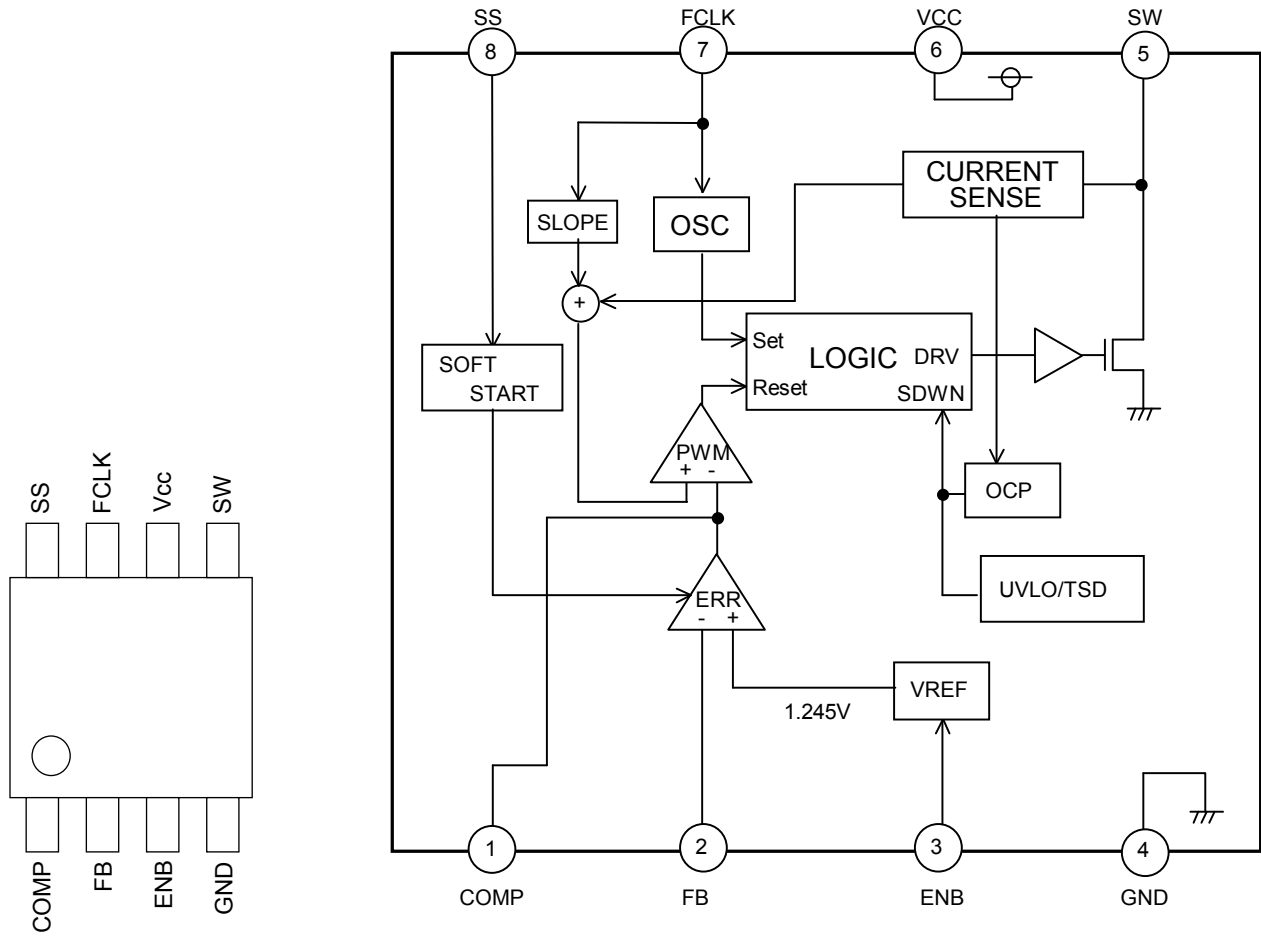 SS
FCLK
Vcc
SW
COMP
FB
ENB
GND
SS
FCLK
VCC
SW
8
7
6
5
CURRENT
SENSE
SLOPE
OSC
+
Set
LOGIC
DRV
Reset
SDWN
SOFT
START
PWM
+ -
OCP
ERR
- +
UVLO/TSD
VREF
1.245V
1
2
3
4
COMP
FB
ENB
GND